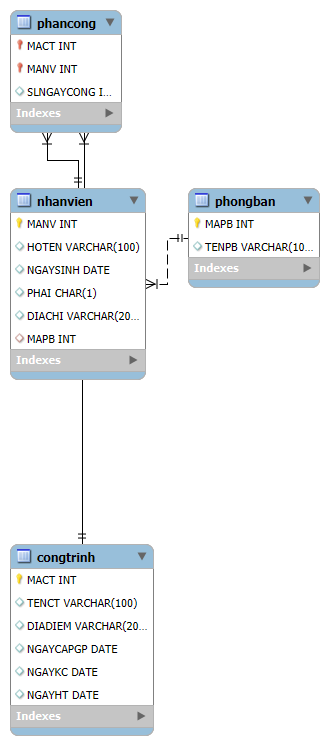 phancong
MACT INT
MANV INT
SLNGAYCONG I...
Indexes
nhanvien
MANV INT
HOTEN VARCHAR(100)
NGAYSINH DATE
PHAI CHAR(1)
DIACHI VARCHAR(20...
MAPB INT
Indexes
phongban
MAPB INT
TENPB VARCHAR(10...
Indexes
congtrinh
MACT INT
TENCT VARCHAR(100)
DIADIEM VARCHAR(20...
NGAYCAPGP DATE
NGAYKC DATE
NGAYHT DATE
Indexes